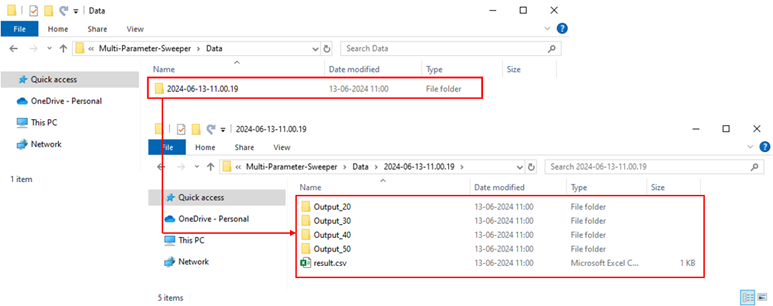 Data
File Home Share View
« Multi-Parameter-Sweeper › Data Search Data
Name Date modified Type Size
Quick access
2024-06-13-11.00.19 13-06-2024 11:00 File folder
OneDrive - Personal
This PC
Network
1 item
2024-06-13-11.00.19
File Home Share View
« Multi-Parameter-Sweeper › Data › 2024-06-13-11.00.19 › Search 2024-06-13-11.00.19
Name Date modified Type Size
Quick access
Output_20 13-06-2024 11:00 File folder
Output_30 13-06-2024 11:00 File folder
OneDrive - Personal
Output_40 13-06-2024 11:00 File folder
This PC
Output_50 13-06-2024 11:00 File folder
Network
result.csv 13-06-2024 11:00 Microsoft Excel C... 1 KB
5 items